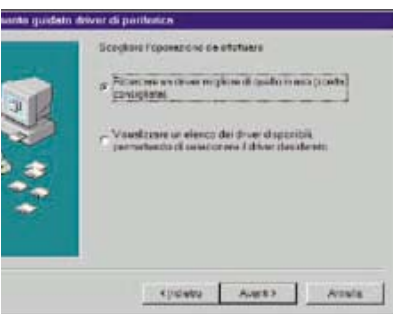 mento guidato driver di periferica
Scegliere l'operazione da effettuare
Ricercare un driver migliore di quello in uso (scelta
consigliata).
Visualizzare un elenco dei driver disponibili,
permettendo di selezionare il driver desiderato.
< Indietro Avanti > Annulla